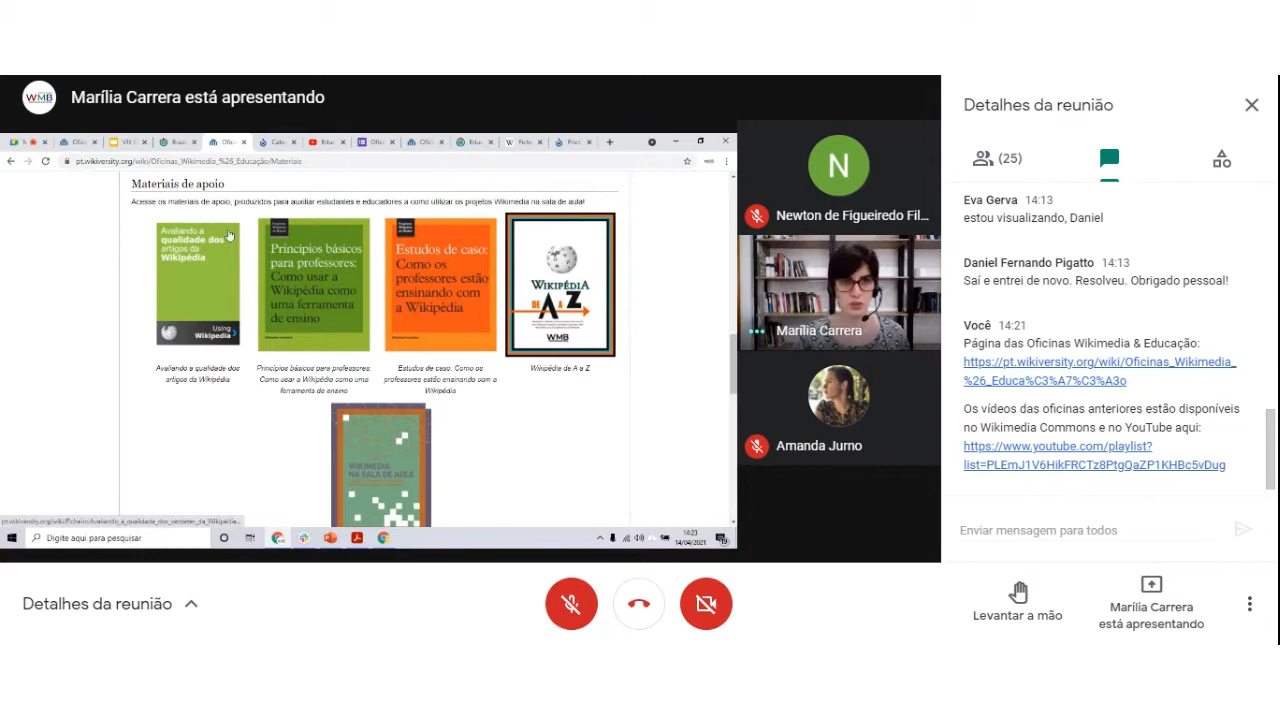 WMB
Marília Carrera está apresentando
pt.wikiversity.org/wiki/Oficinas_Wikimedia_%26_Educação/Materiais
Materiais de apoio
Acesse os materiais de apoio, produzidos para auxiliar estudantes e educadores a como utilizar os projetos Wikimedia na sala de aula!
Avaliando a
qualidade dos
artigos da
Wikipédia
Using
Wikipedia
Princípios básicos
para professores:
Como usar a
Wikipédia como
uma ferramenta
de ensino
Estudos de caso:
Como os
professores estão
ensinando com
a Wikipédia
WIKIPÉDIA
DE A a Z
WMB
Avaliando a qualidade dos
artigos da Wikipédia
Princípios básicos para professores:
Como usar a Wikipédia como uma
ferramenta do ensino
Estudos de caso: Como os
professores estão ensinando com a
Wikipédia
Wikipédia de A a Z
WIKIMEDIA
NA SALA DE AULA
Digite aqui para pesquisar
14/04/2021
N
Newton de Figueiredo Fil...
Marília Carrera
Amanda Jurno
Detalhes da reunião
(25)
Eva Gerva 14:13
estou visualizando, Daniel
Daniel Fernando Pigatto 14:13
Saí e entrei de novo. Resolveu. Obrigado pessoal!
Você 14:21
Página das Oficinas Wikimedia & Educação:
https://pt.wikiversity.org/wiki/Oficinas_Wikimedia_
%26_Educa%C3%A7%C3%A3o
Os vídeos das oficinas anteriores estão disponíveis
no Wikimedia Commons e no YouTube aqui:
https://www.youtube.com/playlist?
list=PLEmJ1V6HikFRCTz8PtgQaZP1KHBc5vDug
Enviar mensagem para todos
Detalhes da reunião
Levantar a mão
Marília Carrera
está apresentando